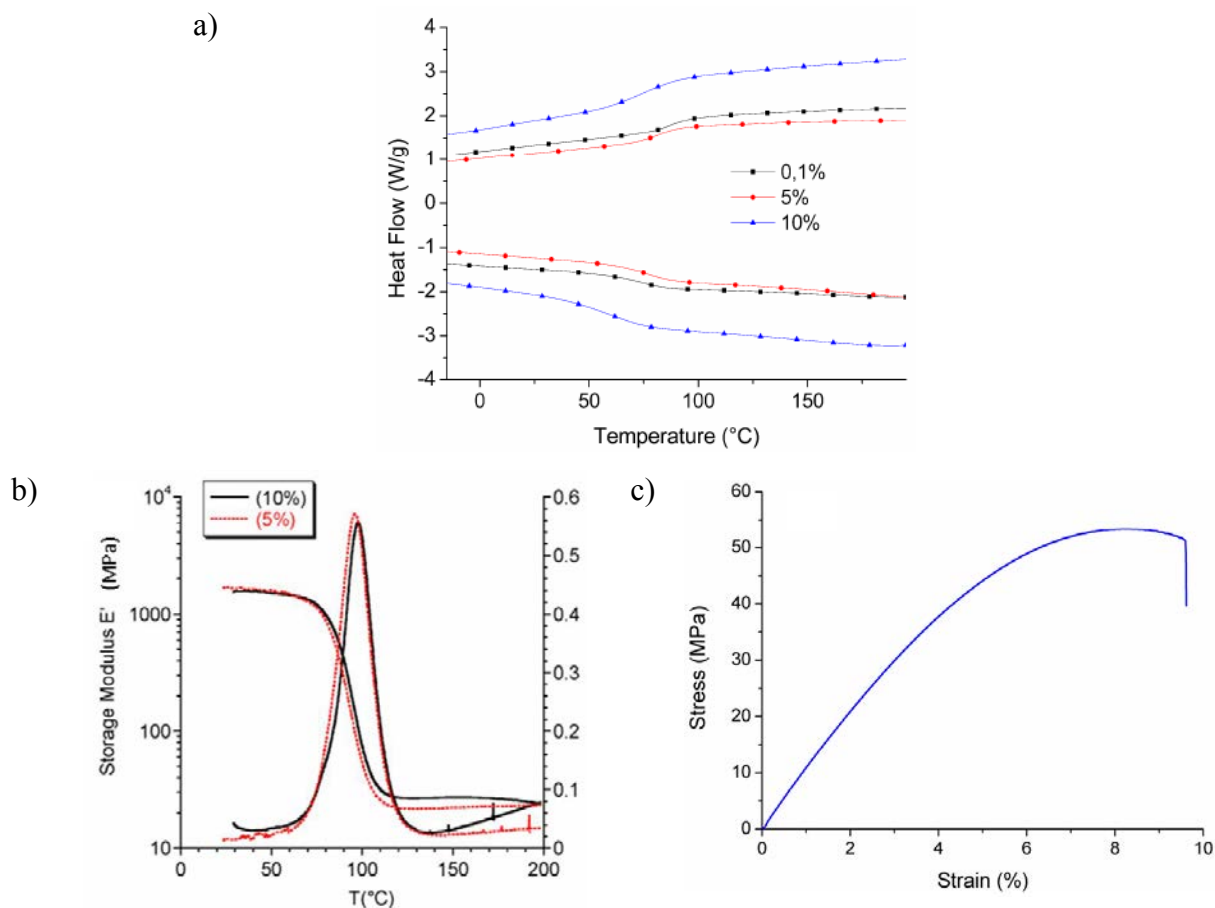 a)
4
3
2
1
0
-1
-2
-3
-4
Heat Flow (W/g)
0,1%
5%
10%
0 50 100 150
Temperature (°C)
b)
(10%)
(5%)
10⁴
1000
100
10
Storage Modulus E' (MPa)
0.6
0.5
0.4
0.3
0.2
0.1
0
0 50 100 150 200
T(°C)
c)
60
50
40
30
20
10
0
Stress (MPa)
0 2 4 6 8 10
Strain (%)